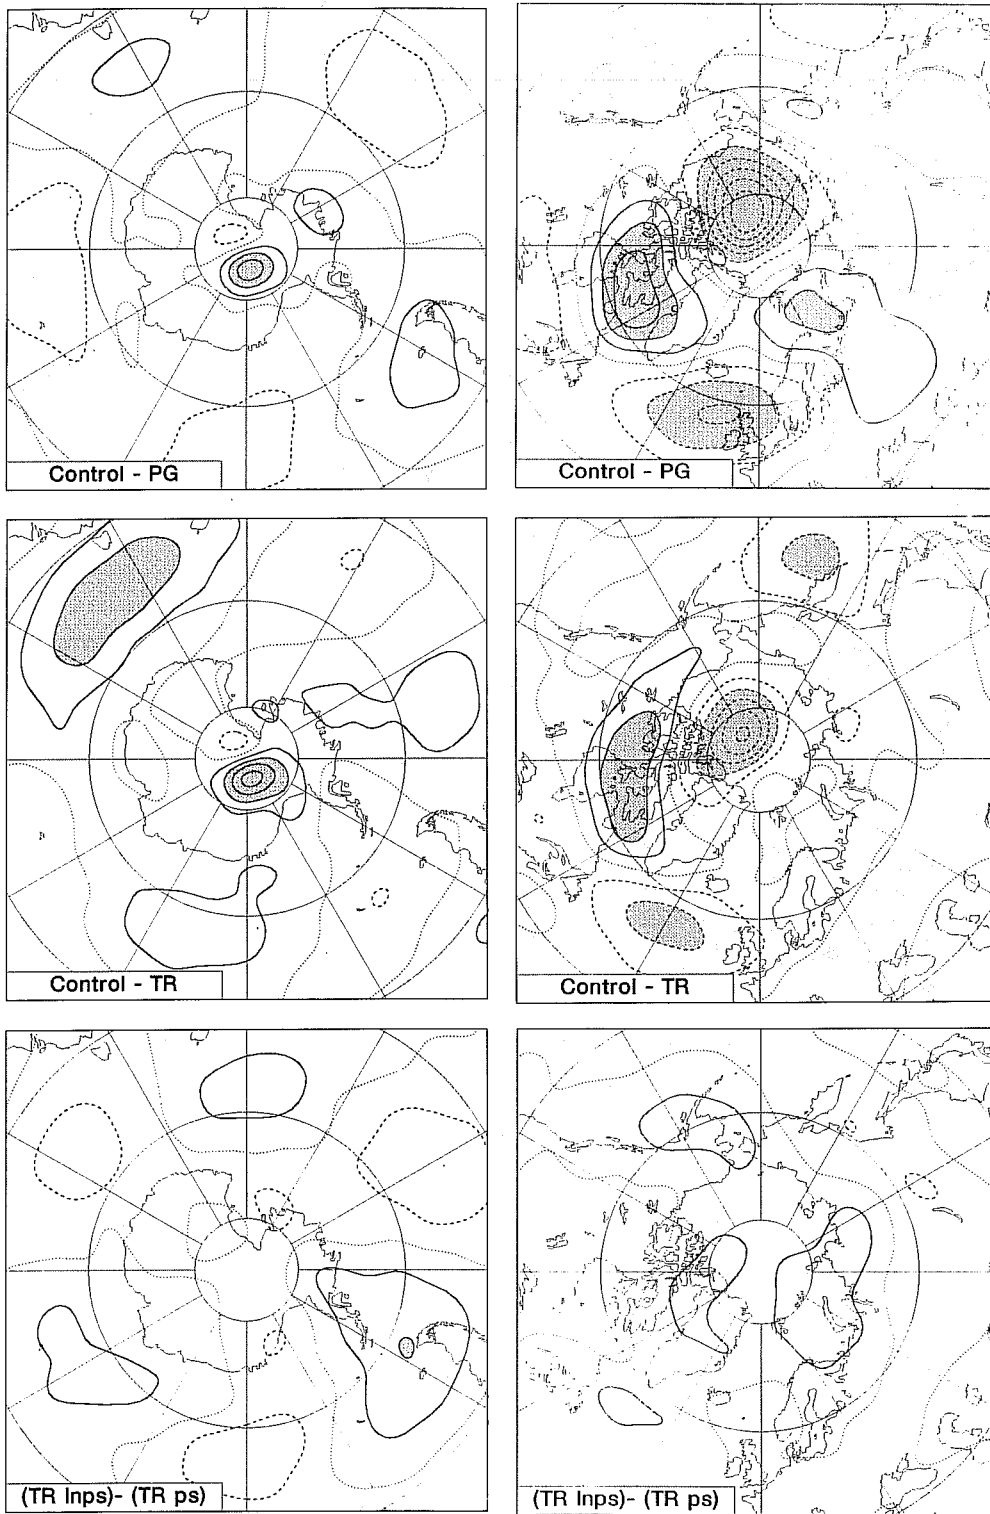 Control - PG
Control - PG
Control - TR
Control - TR
(TR lnps)- (TR ps)
(TR lnps)- (TR ps)